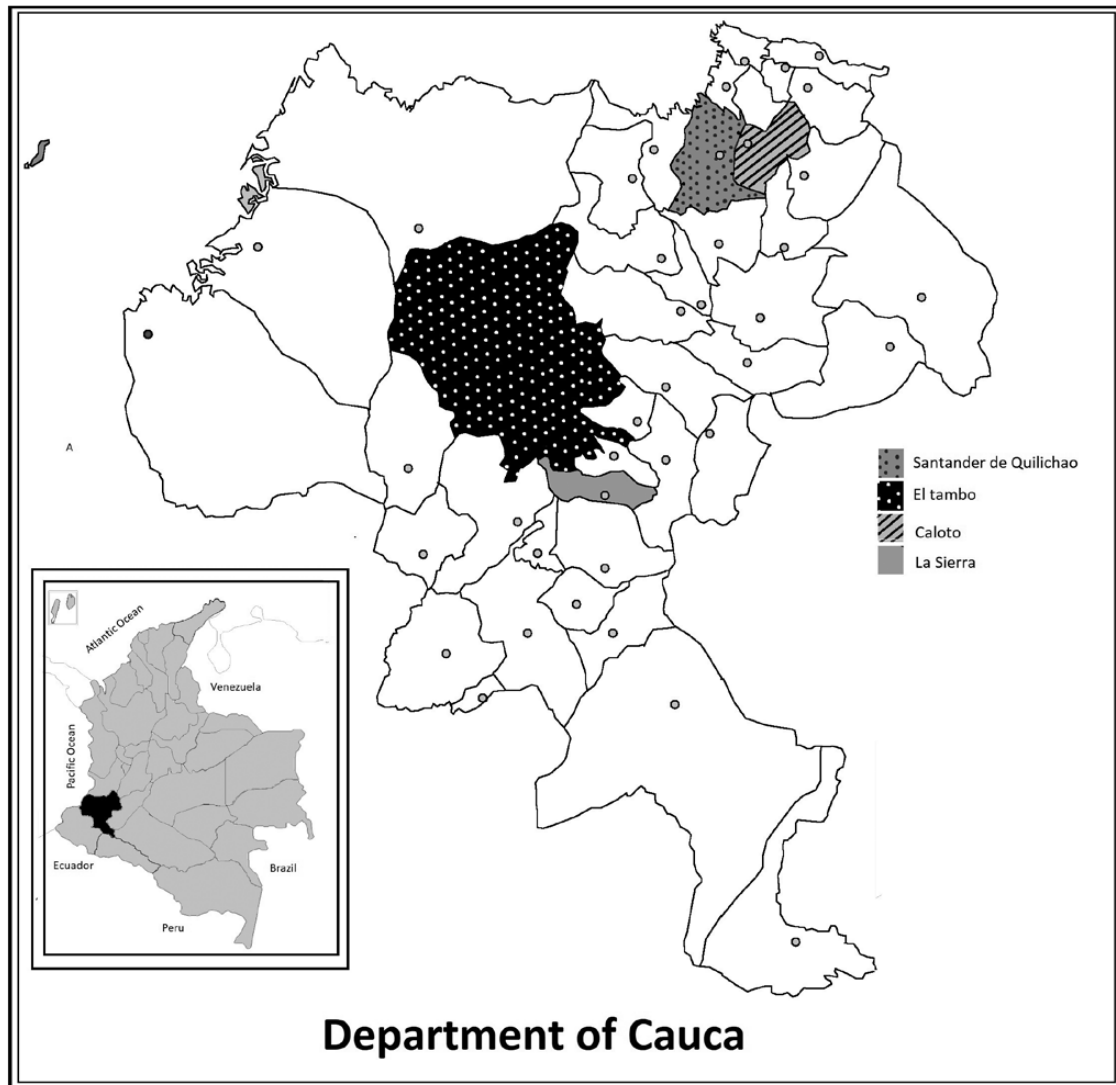 A
Santander de Quilichao
El tambo
Caloto
La Sierra
Atlantic Ocean
Venezuela
Pacific Ocean
Ecuador
Brazil
Peru
Department of Cauca